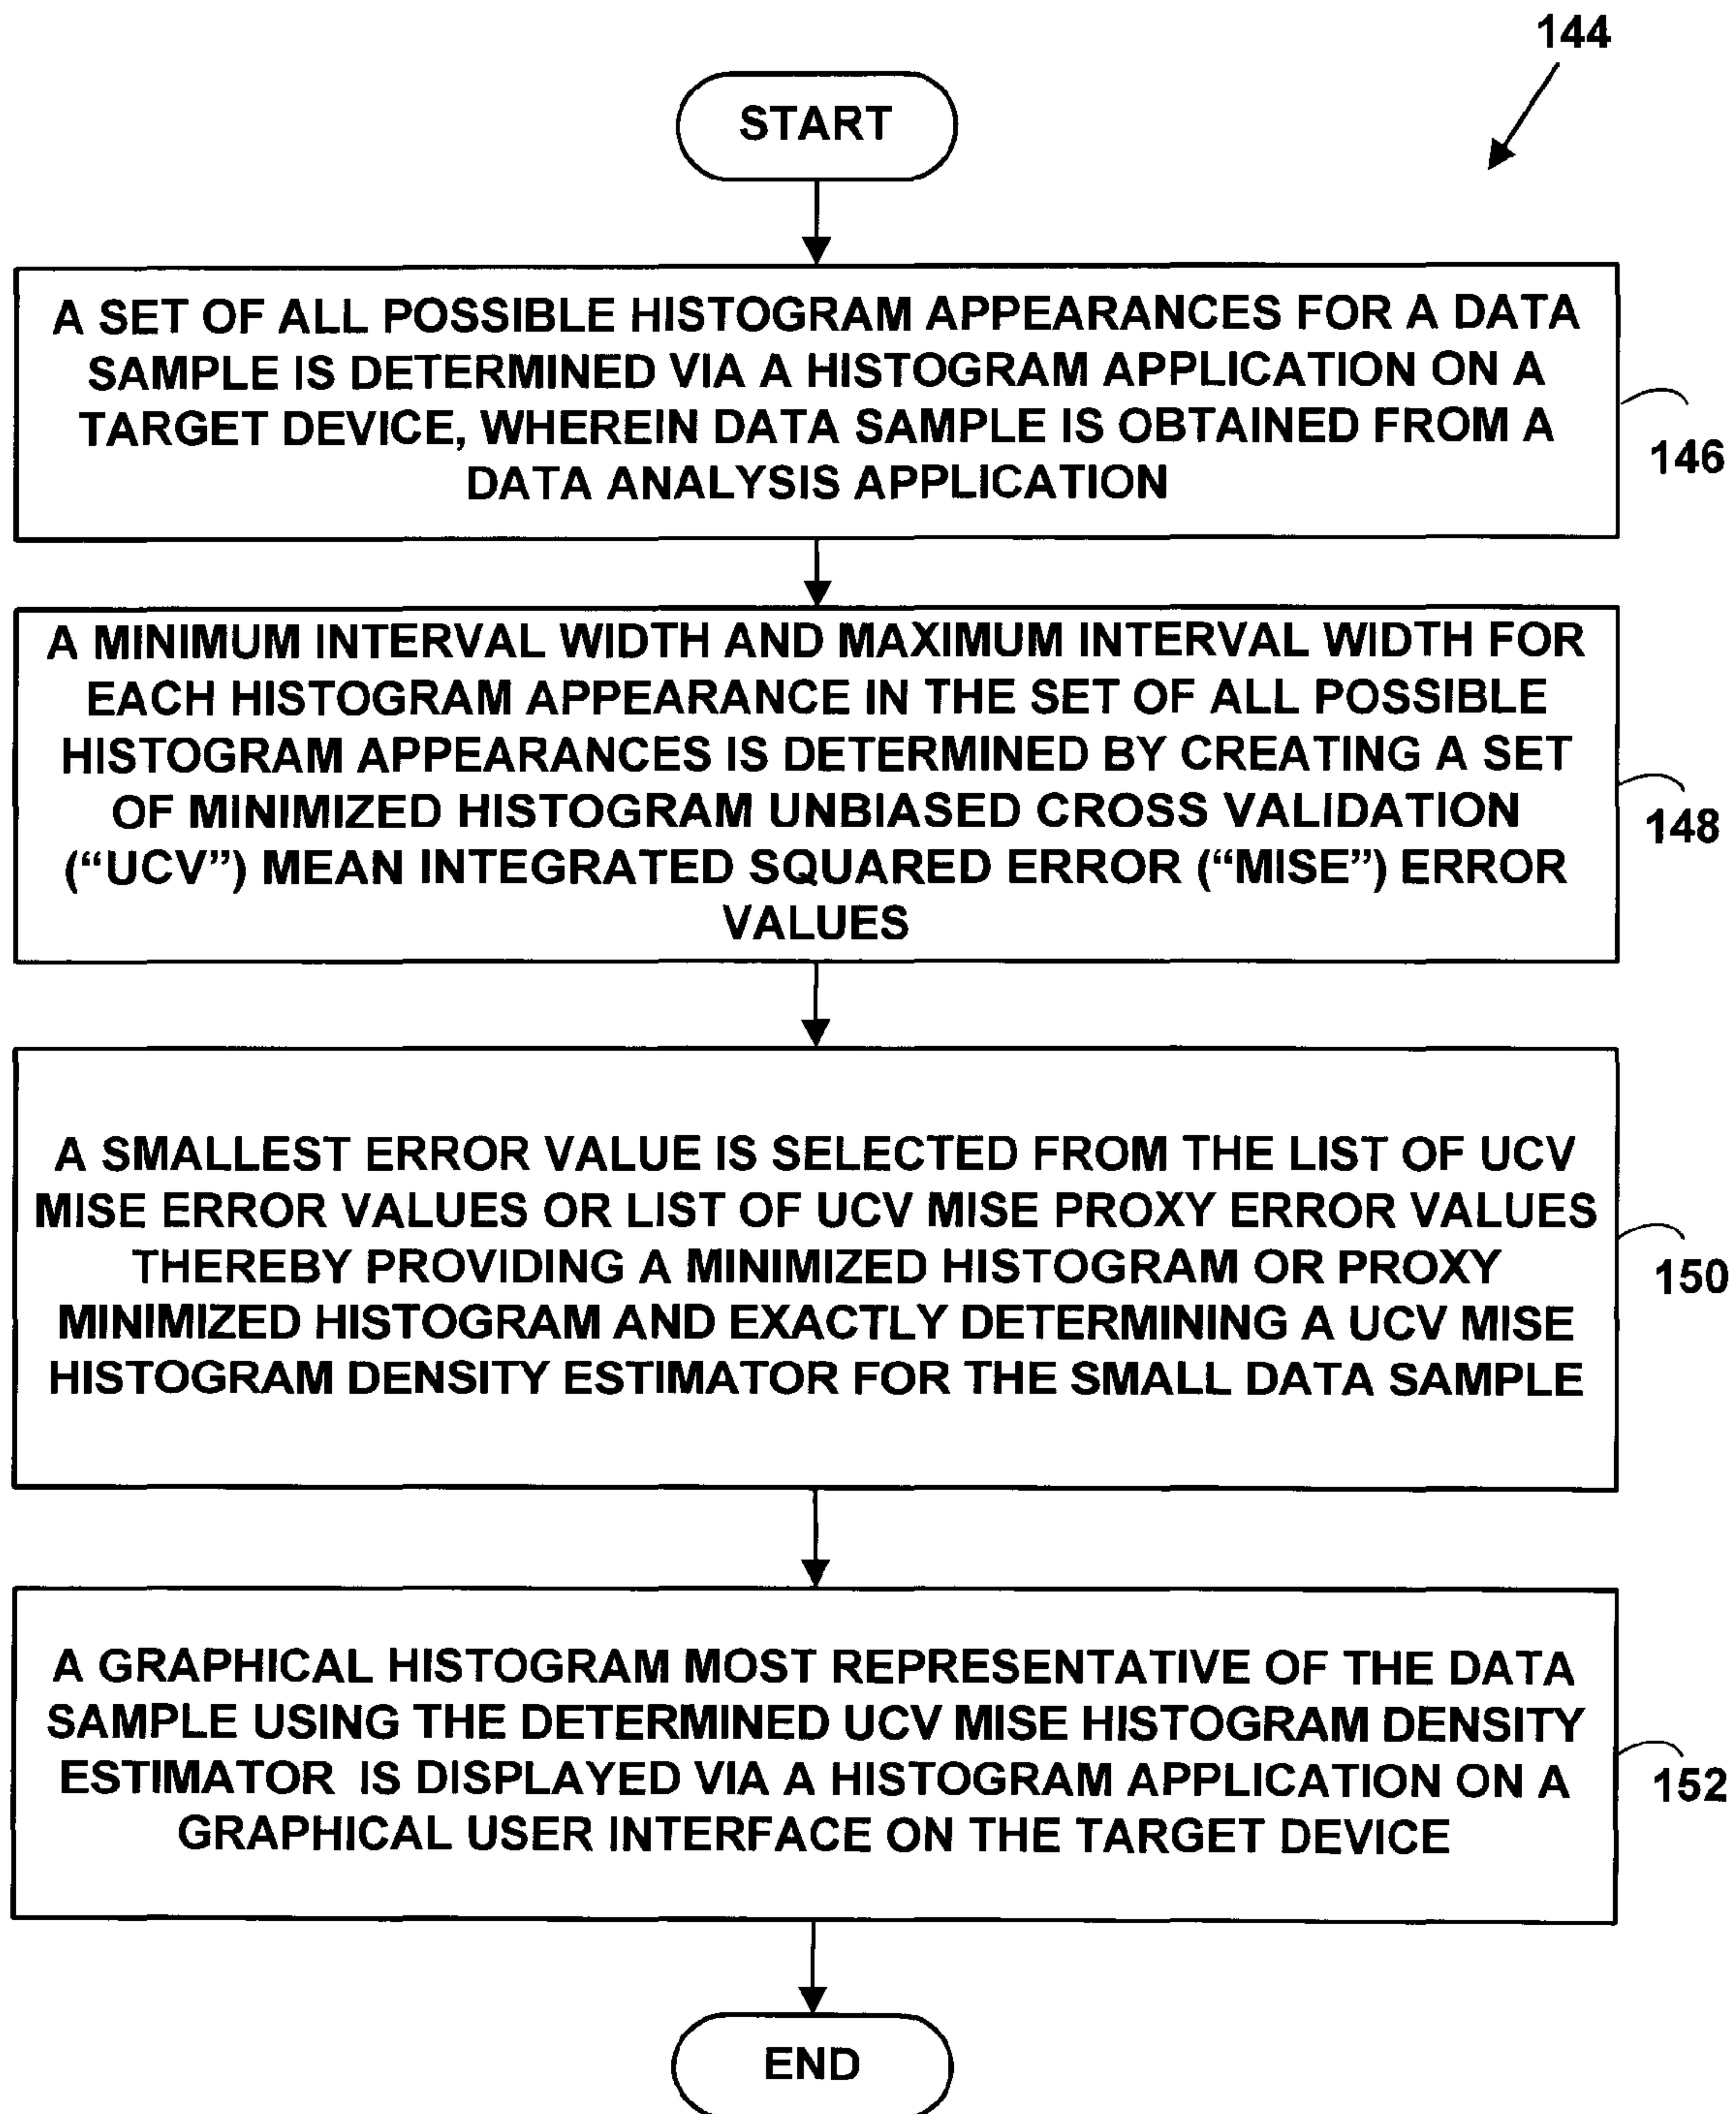 144
START
A SET OF ALL POSSIBLE HISTOGRAM APPEARANCES FOR A DATA
SAMPLE IS DETERMINED VIA A HISTOGRAM APPLICATION ON A
TARGET DEVICE, WHEREIN DATA SAMPLE IS OBTAINED FROM A
DATA ANALYSIS APPLICATION
146
A MINIMUM INTERVAL WIDTH AND MAXIMUM INTERVAL WIDTH FOR
EACH HISTOGRAM APPEARANCE IN THE SET OF ALL POSSIBLE
HISTOGRAM APPEARANCES IS DETERMINED BY CREATING A SET
OF MINIMIZED HISTOGRAM UNBIASED CROSS VALIDATION
(“UCV”) MEAN INTEGRATED SQUARED ERROR (“MISE”) ERROR
VALUES
148
A SMALLEST ERROR VALUE IS SELECTED FROM THE LIST OF UCV
MISE ERROR VALUES OR LIST OF UCV MISE PROXY ERROR VALUES
THEREBY PROVIDING A MINIMIZED HISTOGRAM OR PROXY
MINIMIZED HISTOGRAM AND EXACTLY DETERMINING A UCV MISE
HISTOGRAM DENSITY ESTIMATOR FOR THE SMALL DATA SAMPLE
150
A GRAPHICAL HISTOGRAM MOST REPRESENTATIVE OF THE DATA
SAMPLE USING THE DETERMINED UCV MISE HISTOGRAM DENSITY
ESTIMATOR IS DISPLAYED VIA A HISTOGRAM APPLICATION ON A
GRAPHICAL USER INTERFACE ON THE TARGET DEVICE
152
END